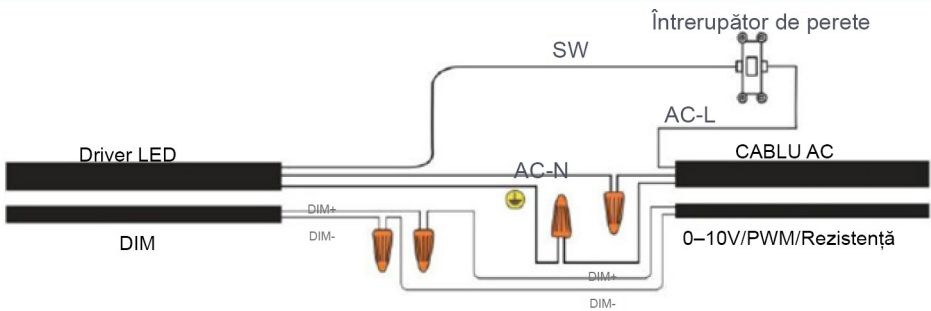 Întrerupător de perete
SW
AC-L
Driver LED
AC-N
CABLU AC
DIM+
DIM-
DIM
0–10V/PWM/Rezistență
DIM+
DIM-